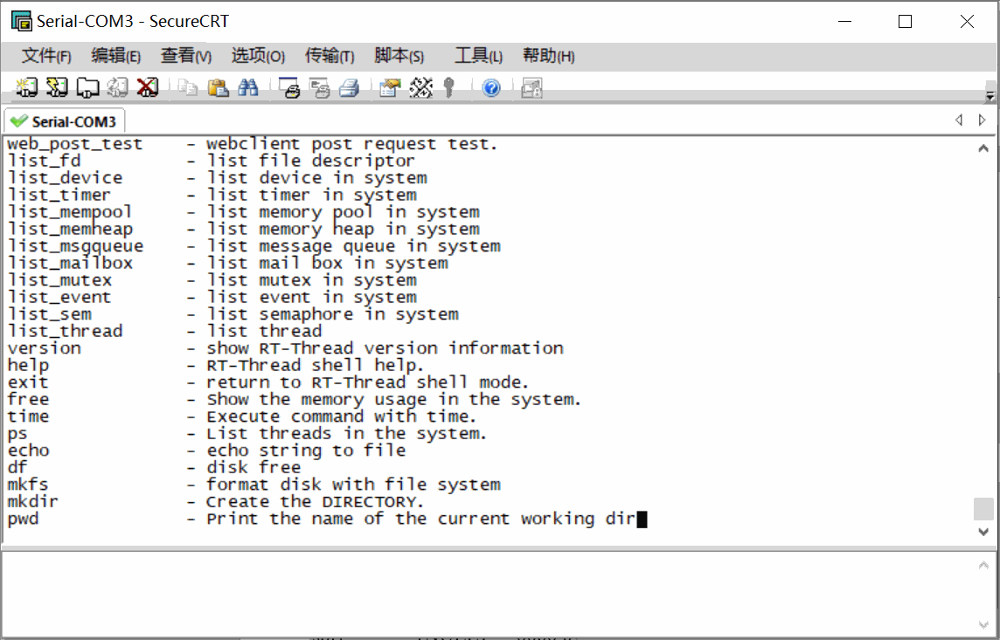 Serial-COM3 - SecureCRT
文件(F) 编辑(E) 查看(V) 选项(O) 传输(T) 脚本(S) 工具(L) 帮助(H)
Serial-COM3
web_post_test - webclient post request test.
list_fd - list file descriptor
list_device - list device in system
list_timer - list timer in system
list_mempool - list memory pool in system
list_memheap - list memory heap in system
list_msgqueue - list message queue in system
list_mailbox - list mail box in system
list_mutex - list mutex in system
list_event - list event in system
list_sem - list semaphore in system
list_thread - list thread
version - show RT-Thread version information
help - RT-Thread shell help.
exit - return to RT-Thread shell mode.
free - Show the memory usage in the system.
time - Execute command with time.
ps - List threads in the system.
echo - echo string to file
df - disk free
mkfs - format disk with file system
mkdir - Create the DIRECTORY.
pwd - Print the name of the current working dir